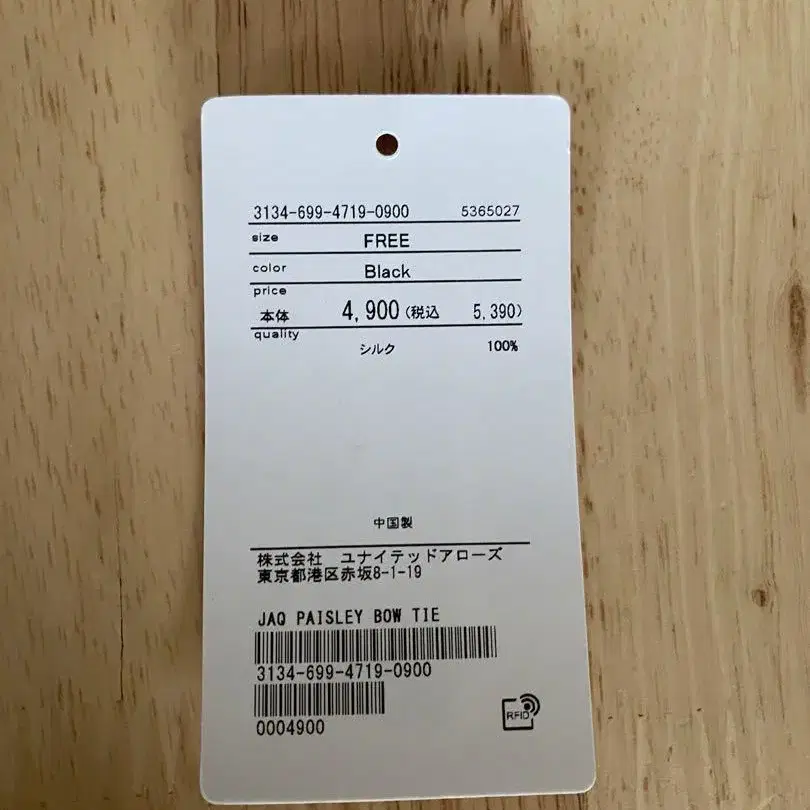 3134-699-4719-0900 5365027
size FREE
color Black
price
本体 4,900 (税込 5,390)
quality
シルク 100%
中国製
株式会社 ユナイテッドアローズ
東京都港区赤坂8-1-19
JAQ PAISLEY BOW TIE
3134-699-4719-0900
0004900
RFID